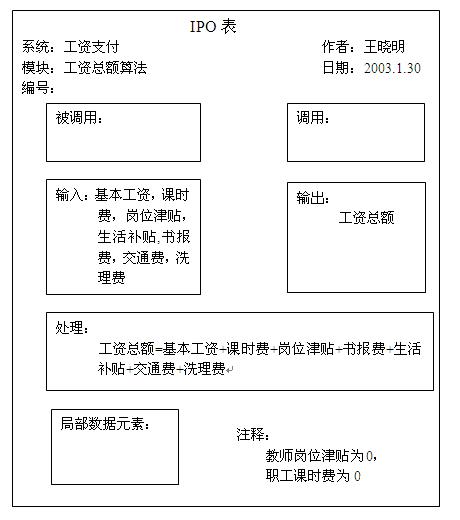 IPO 表
系统：工资支付 作者：王晓明
模块：工资总额算法 日期：2003.1.30
编号：
被调用： 调用：
输入：基本工资，课时
费，岗位津贴，
生活补贴,书报
费，交通费，洗
理费
输出：
工资总额
处理：
工资总额=基本工资+课时费+岗位津贴+书报费+生活
补贴+交通费+洗理费↵
局部数据元素：
注释：
教师岗位津贴为 0，
职工课时费为 0